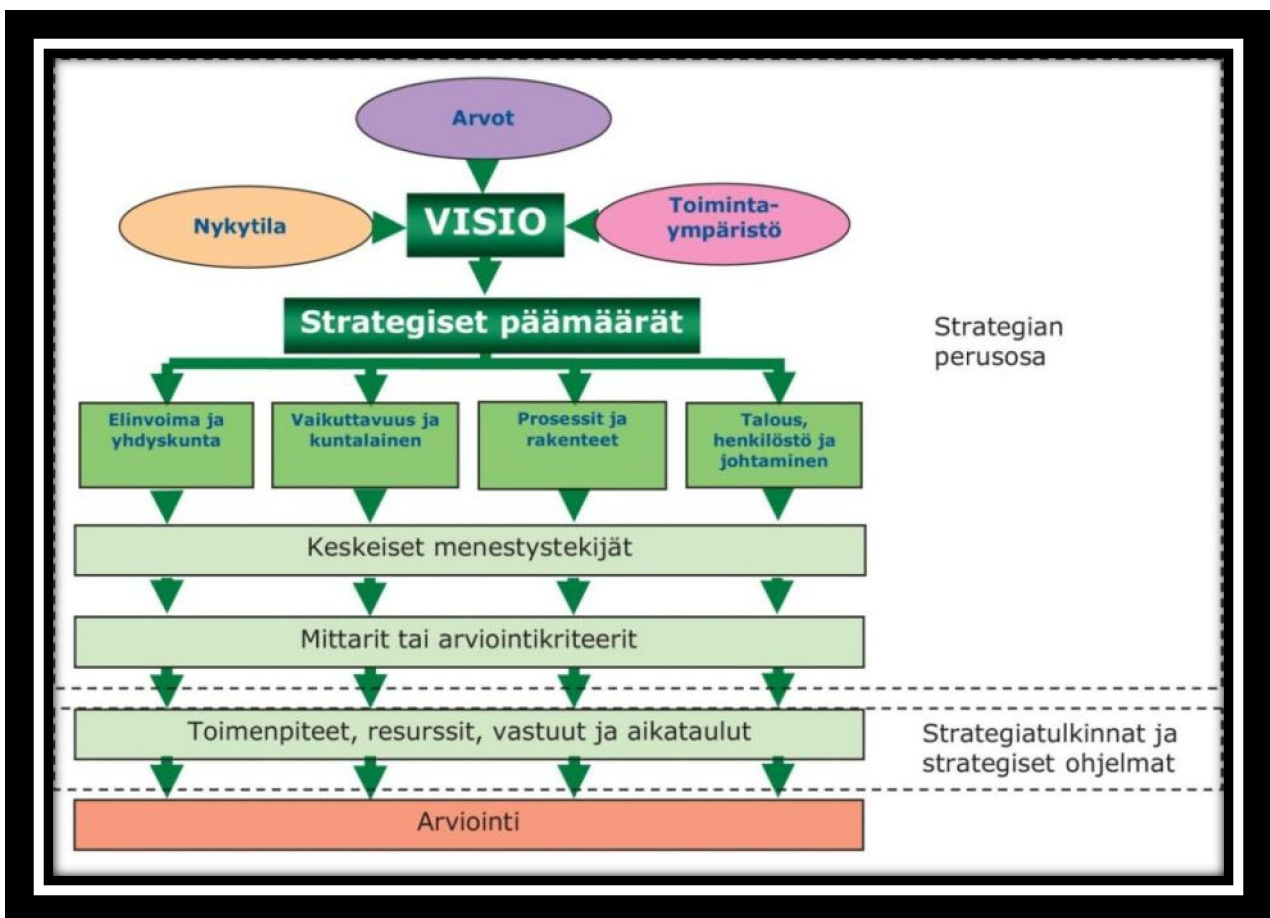 Arvot
Nykytila
VISIO
Toiminta-
ympäristö
Strategiset päämäärät
Strategian
perusosa
Elinvoima ja
yhdyskunta
Vaikuttavuus ja
kuntalainen
Prosessit ja
rakenteet
Talous,
henkilöstö ja
johtaminen
Keskeiset menestystekijät
Mittarit tai arviointikriteerit
Toimenpiteet, resurssit, vastuut ja aikataulut
Strategiatulkinnat ja
strategiset ohjelmat
Arviointi